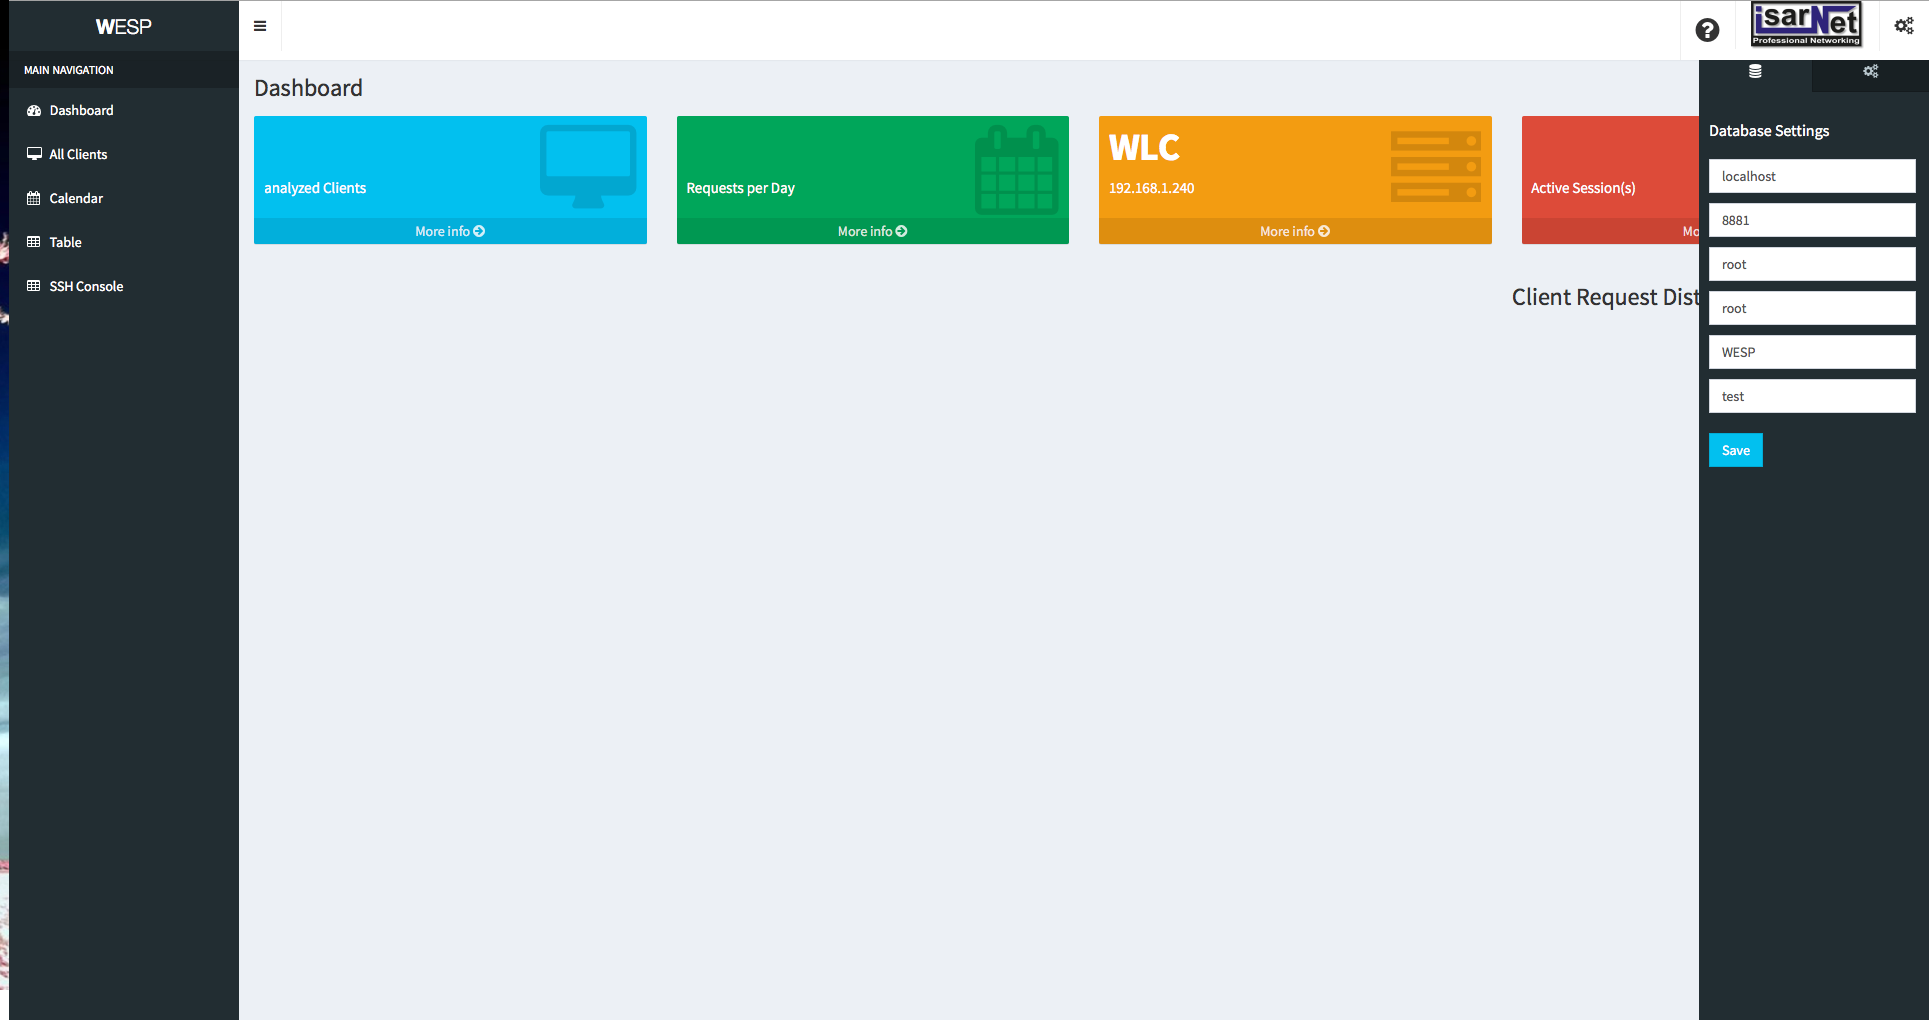 WESP
isarNet
Professional Networking
MAIN NAVIGATION
Dashboard
All Clients
Calendar
Table
SSH Console
Dashboard
analyzed Clients
More info
Requests per Day
More info
WLC
192.168.1.240
More info
Active Session(s)
Mo
Client Request Dist
Database Settings
localhost
8881
root
root
WESP
test
Save